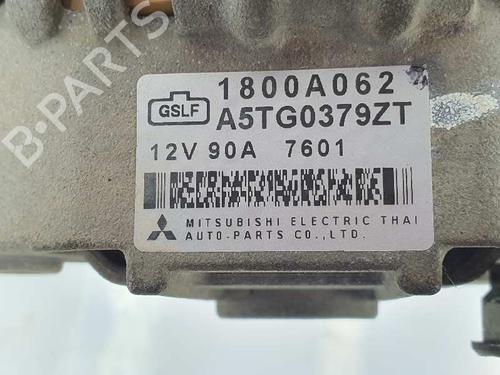 1800A062
GSLF
A5TG0379ZT
12V 90A 7601
MITSUBISHI ELECTRIC THAI
AUTO-PARTS CO.,LTD.
B-PARTS